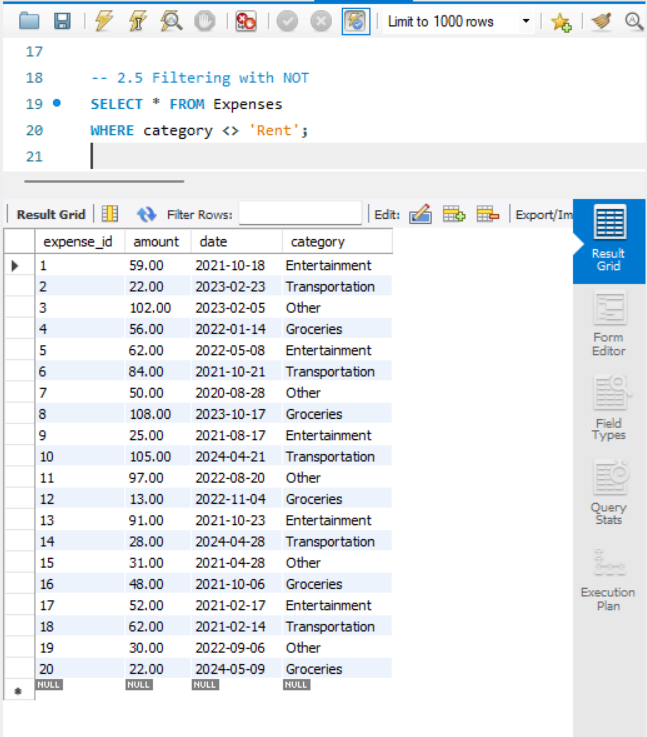 Limit to 1000 rows
17
18 -- 2.5 Filtering with NOT
19 SELECT * FROM Expenses
20 WHERE category <> 'Rent';
21
Result Grid Filter Rows: Edit: Export/Im
expense_id amount date category
1 59.00 2021-10-18 Entertainment
2 22.00 2023-02-23 Transportation
3 102.00 2023-02-05 Other
4 56.00 2022-01-14 Groceries
5 62.00 2022-05-08 Entertainment
6 84.00 2021-10-21 Transportation
7 50.00 2020-08-28 Other
8 108.00 2023-10-17 Groceries
9 25.00 2021-08-17 Entertainment
10 105.00 2024-04-21 Transportation
11 97.00 2022-08-20 Other
12 13.00 2022-11-04 Groceries
13 91.00 2021-10-23 Entertainment
14 28.00 2024-04-28 Transportation
15 31.00 2021-04-28 Other
16 48.00 2021-10-06 Groceries
17 52.00 2021-02-17 Entertainment
18 62.00 2021-02-14 Transportation
19 30.00 2022-09-06 Other
20 22.00 2024-05-09 Groceries
NULL NULL NULL NULL
Result
Grid
Form
Editor
Field
Types
Query
Stats
Execution
Plan